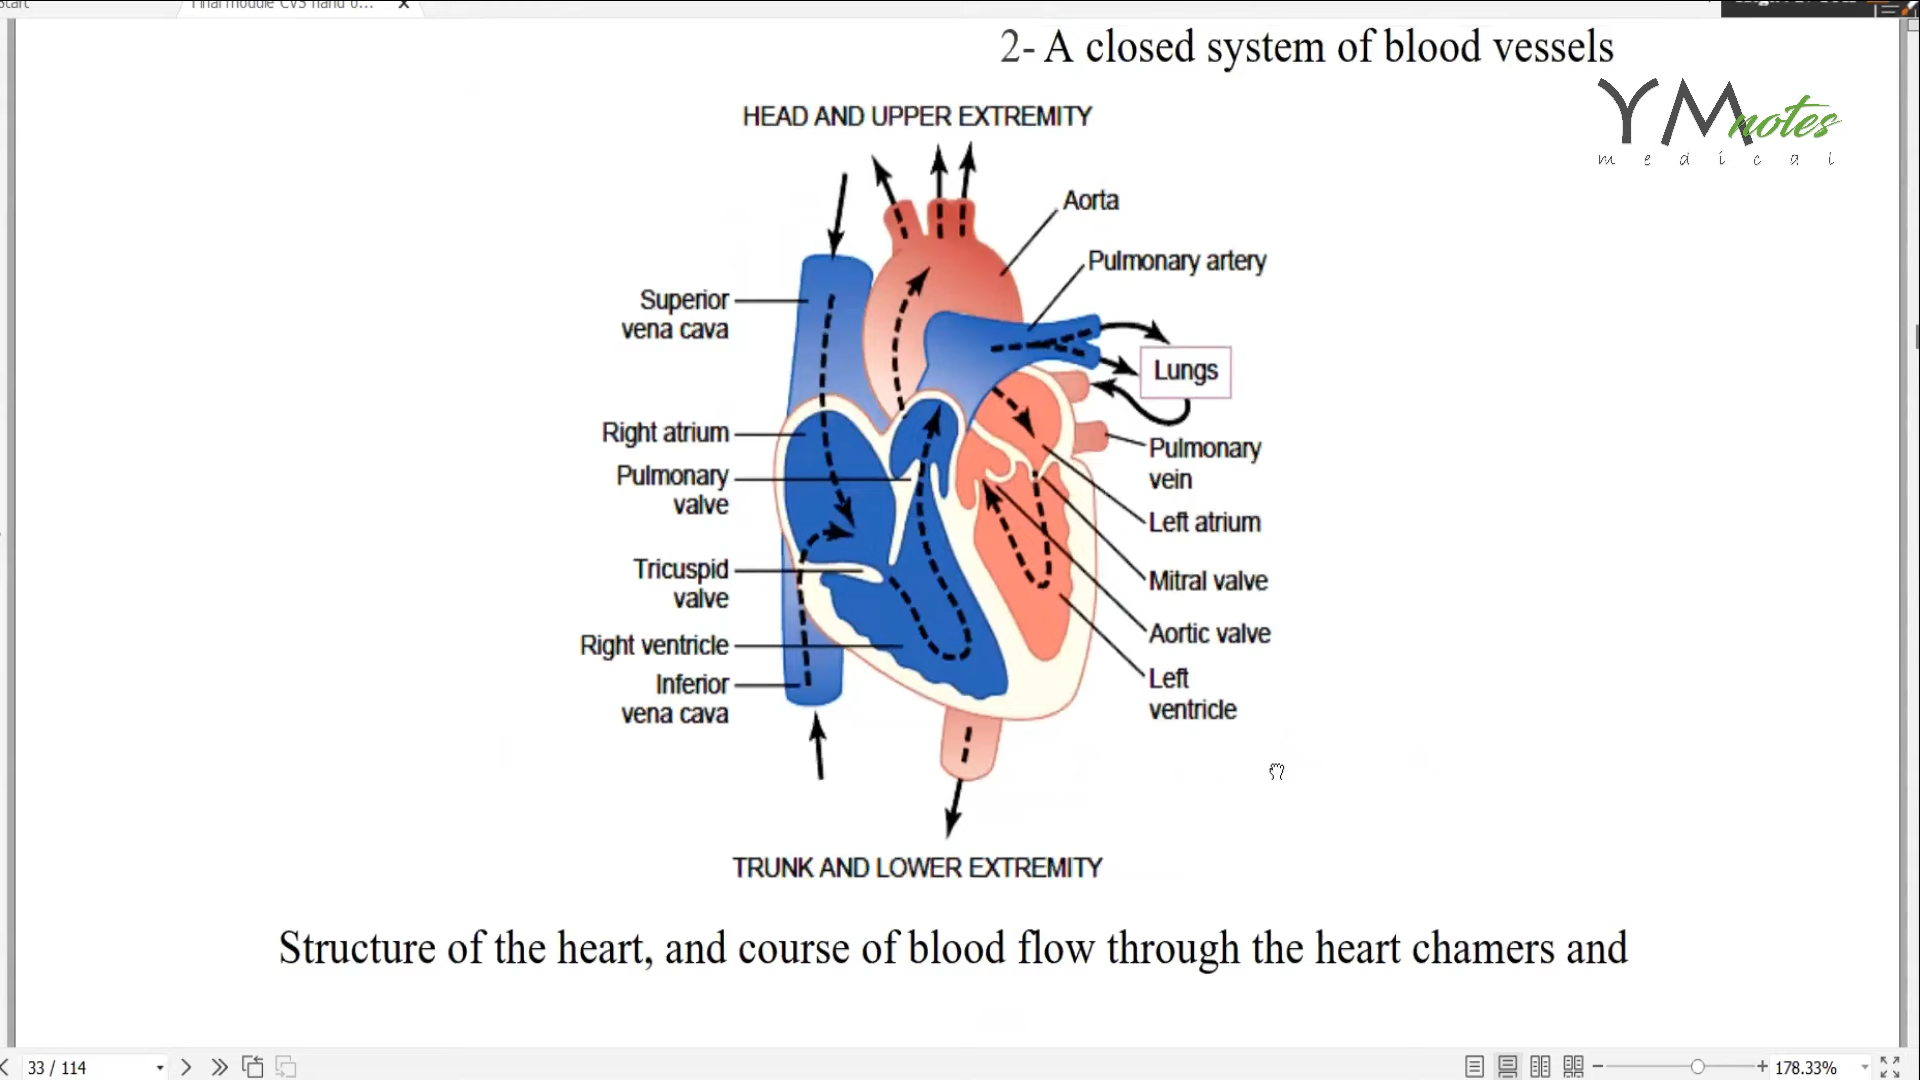 2- A closed system of blood vessels
YM notes
medical
HEAD AND UPPER EXTREMITY
Aorta
Pulmonary artery
Superior
vena cava
Lungs
Right atrium
Pulmonary
vein
Pulmonary
valve
Left atrium
Tricuspid
valve
Mitral valve
Aortic valve
Right ventricle
Left
ventricle
Inferior
vena cava
TRUNK AND LOWER EXTREMITY
Structure of the heart, and course of blood flow through the heart chamers and
33 / 114
178.33%